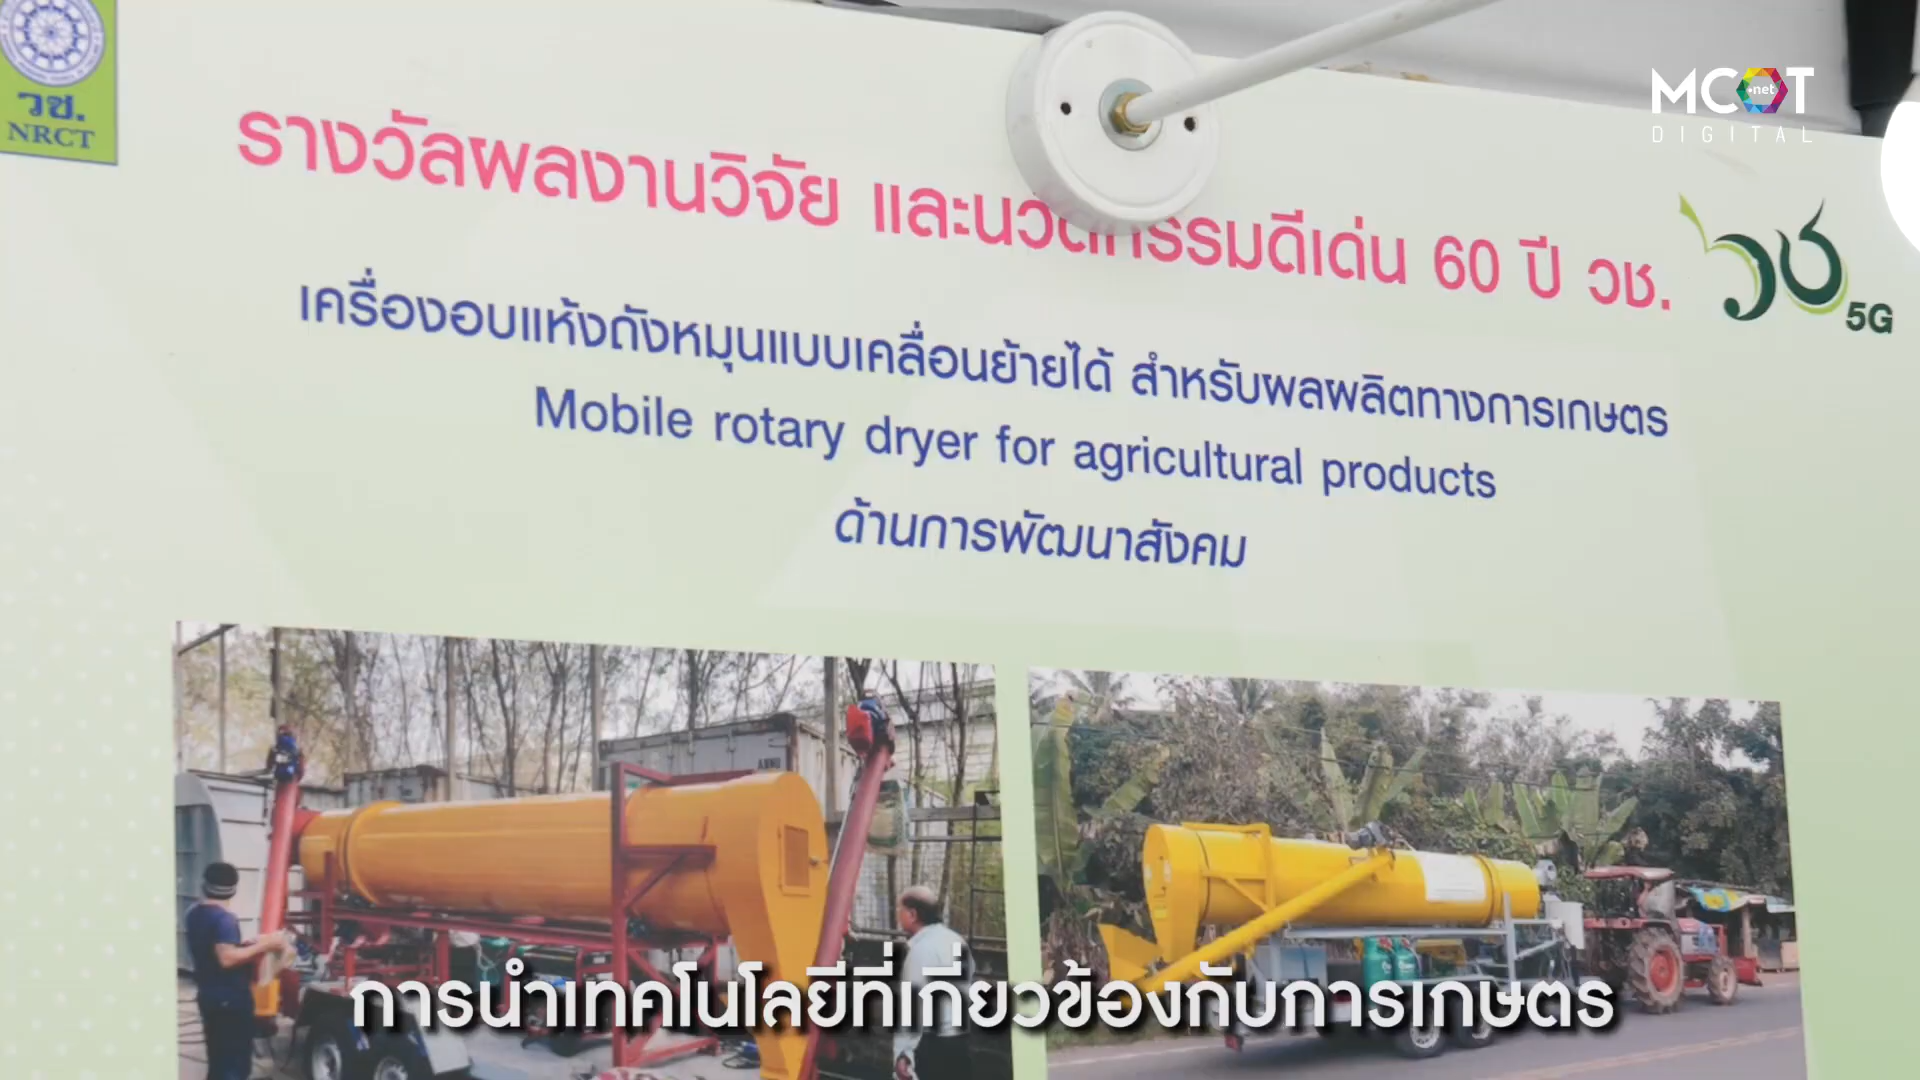 MCOT
.net
DIGITAL
วช.
NRCT
รางวัลผลงานวิจัย และนวัตกรรมดีเด่น 60 ปี วช.
วช
5G
เครื่องอบแห้งถังหมุนแบบเคลื่อนย้ายได้ สำหรับผลผลิตทางการเกษตร
Mobile rotary dryer for agricultural products
ด้านการพัฒนาสังคม
การนำเทคโนโลยีที่เกี่ยวข้องกับการเกษตร